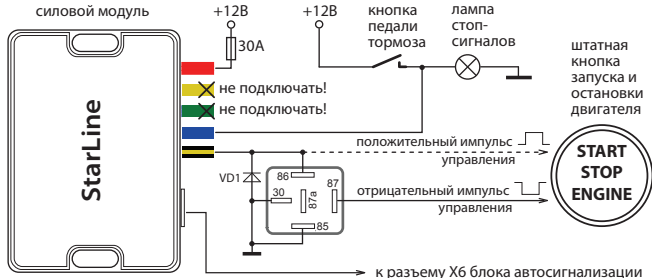 силовой модуль
+12В
30А
+12В
кнопка
педали
тормоза
лампа
стоп-
сигналов
штатная
кнопка
запуска и
остановки
двигателя
StarLine
не подключать!
не подключать!
положительный импульс
управления
START
STOP
ENGINE
VD1
86
30
87a
87
85
отрицательный импульс
управления
к разъему X6 блока автосигнализации